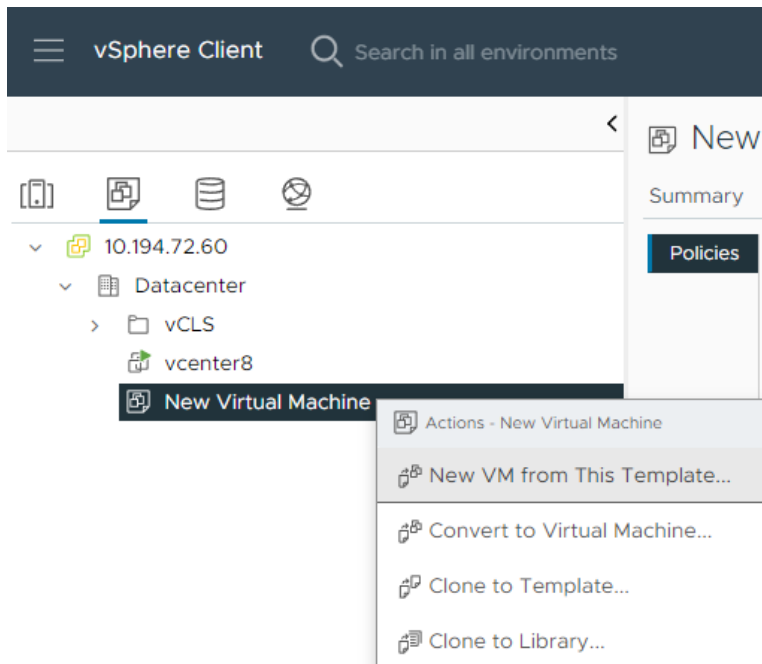 vSphere Client Search in all environments
New
Summary
Policies
10.194.72.60
Datacenter
vCLS
vcenter8
New Virtual Machine
Actions - New Virtual Machine
New VM from This Template...
Convert to Virtual Machine...
Clone to Template...
Clone to Library...